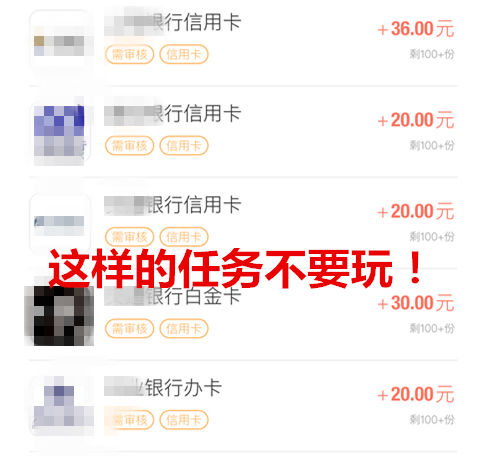 银行信用卡
+36.00元
需审核 信用卡
剩100+份
银行信用卡
+20.00元
需审核 信用卡
剩100+份
银行信用卡
+20.00元
需审核 信用卡
剩100+份
这样的任务不要玩！
银行白金卡
+30.00元
需审核 信用卡
剩100+份
业银行办卡
+20.00元
需审核 信用卡
剩100+份